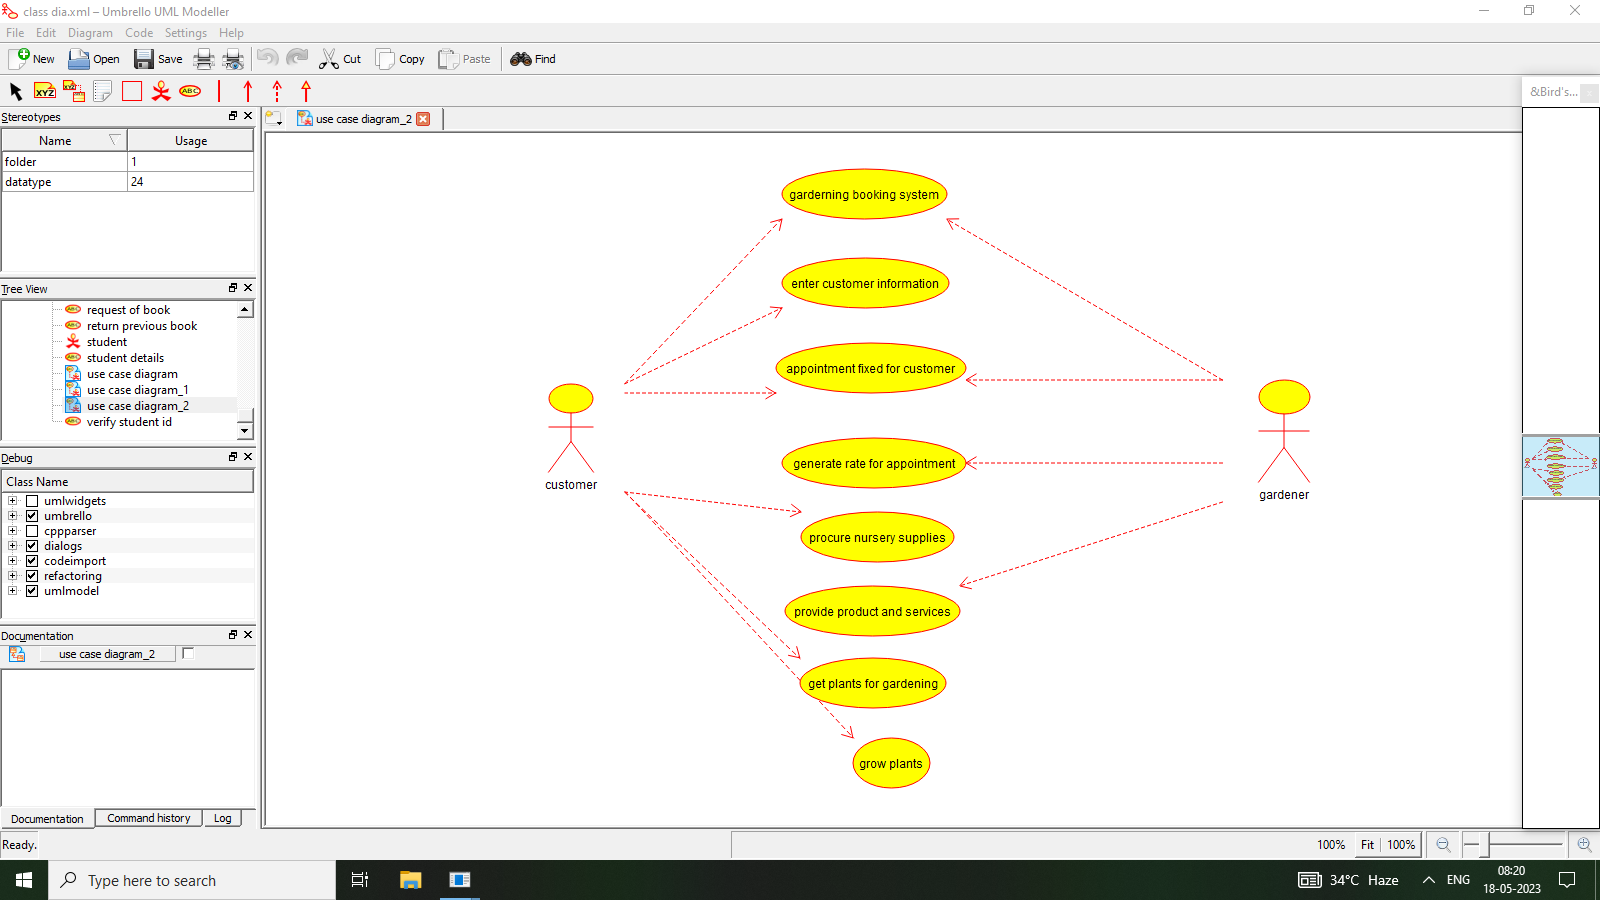 class dia.xml – Umbrello UML Modeller
File Edit Diagram Code Settings Help
New Open Save Cut Copy Paste Find
XYZ XYZ ABC
&Bird's...
Stereotypes
use case diagram_2
Name Usage
folder 1
datatype 24
Tree View
request of book
return previous book
student
student details
use case diagram
use case diagram_1
use case diagram_2
verify student id
Debug
Class Name
umlwidgets
umbrello
cppparser
dialogs
codeimport
refactoring
umlmodel
Documentation
use case diagram_2
Documentation Command history Log
garderning booking system
enter customer information
appointment fixed for customer
generate rate for appointment
procure nursery supplies
provide product and services
get plants for gardening
grow plants
customer
gardener
Ready.
100% Fit 100%
Type here to search
34°C Haze
ENG
08:20
18-05-2023